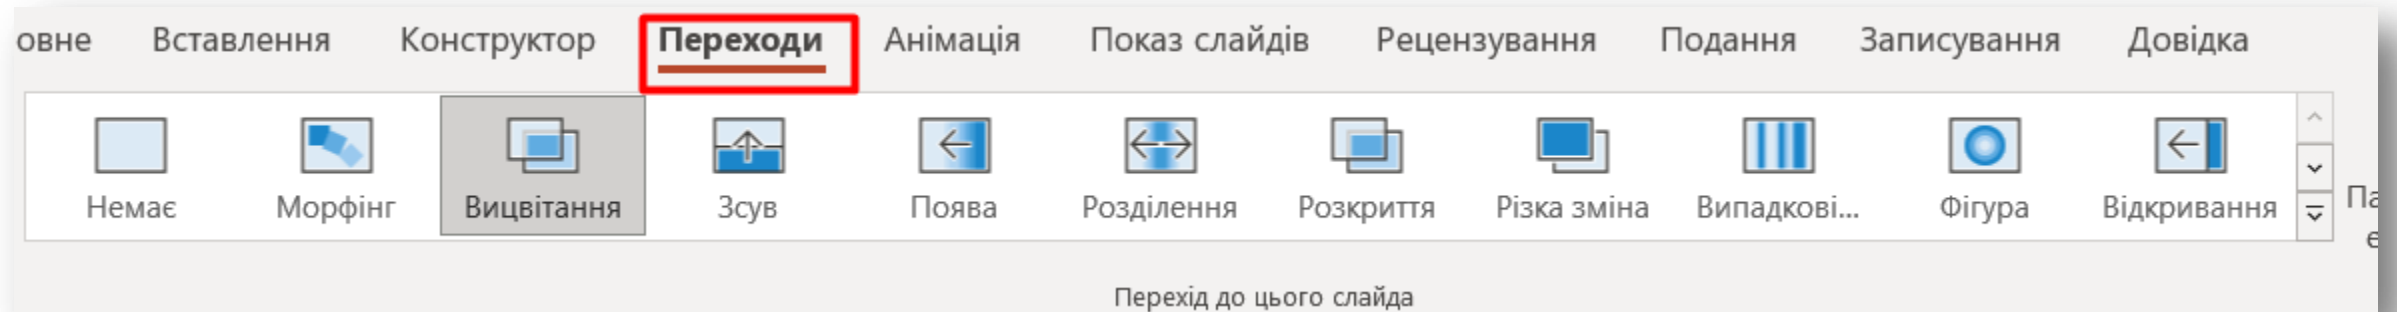 овне Вставлення Конструктор Переходи Анімація Показ слайдів Рецензування Подання Записування Довідка
Немає Морфінг Вицвітання Зсув Поява Розділення Розкриття Різка зміна Випадкові... Фігура Відкривання
Па
є
Перехід до цього слайда